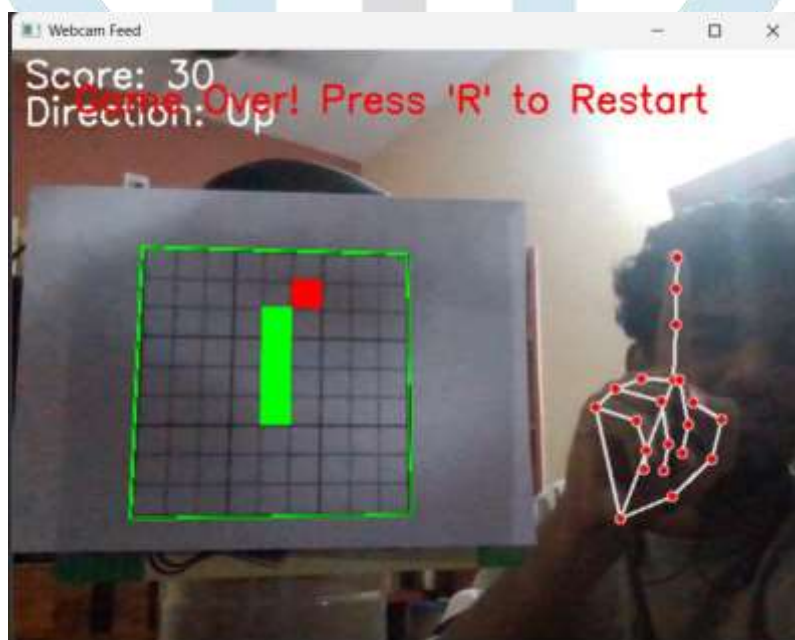 Webcam Feed
Score: 30
Game Over! Press 'R' to Restart
Direction: Up